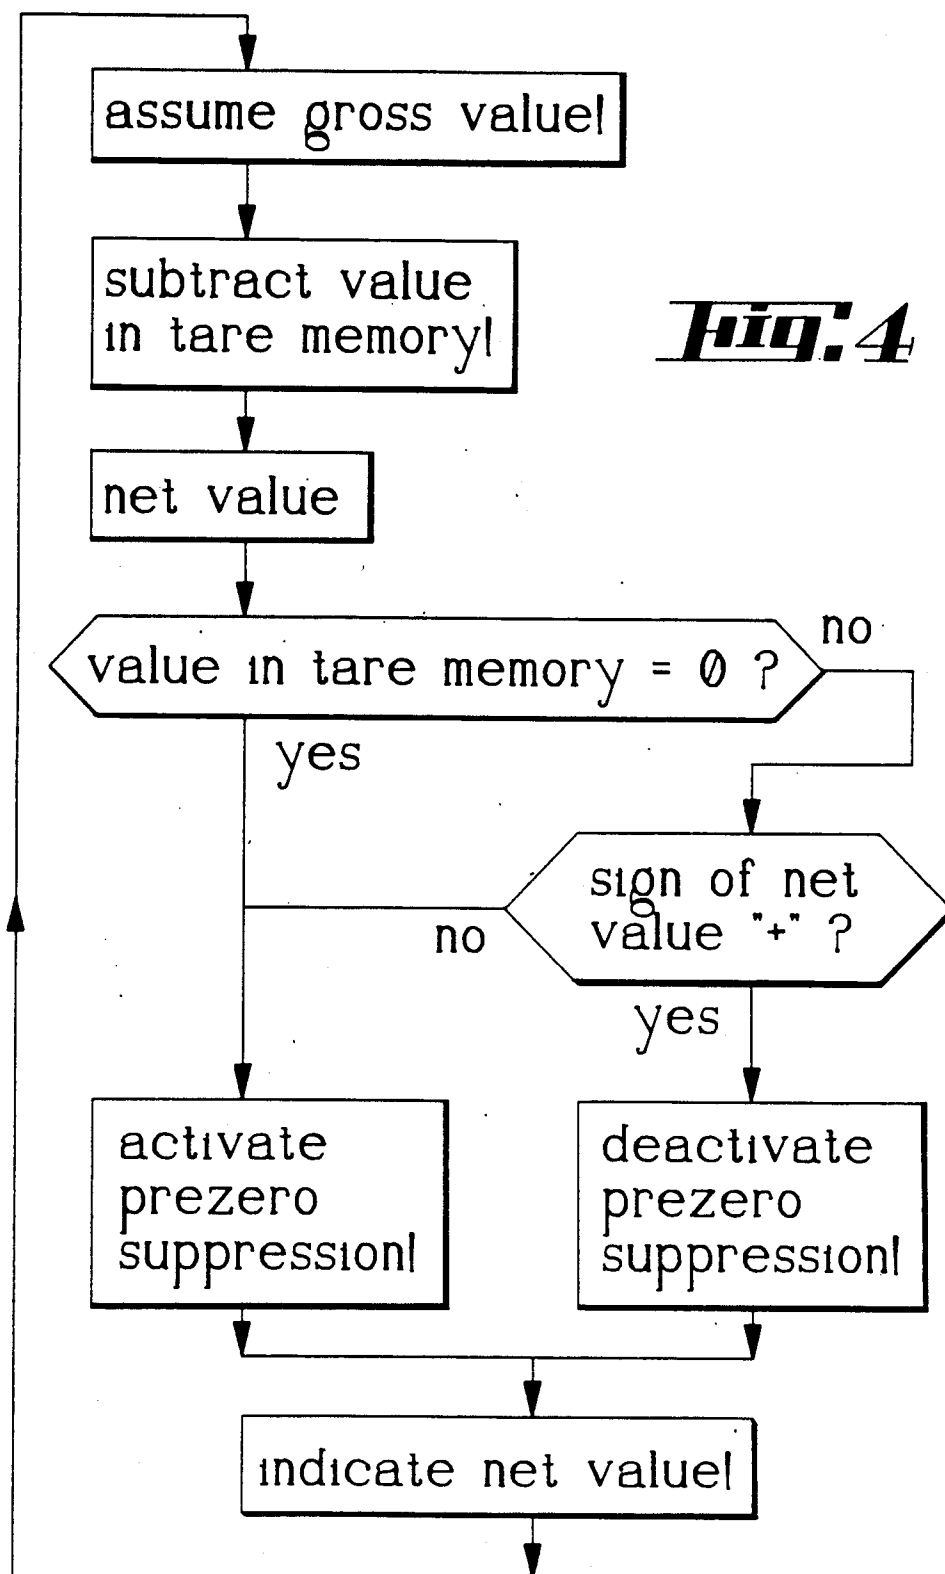 assume gross value!
subtract value
in tare memory!
Fig. 4
net value
value in tare memory = 0 ?
no
yes
sign of net
value "+" ?
no
yes
activate
prezero
suppression!
deactivate
prezero
suppression!
indicate net value!